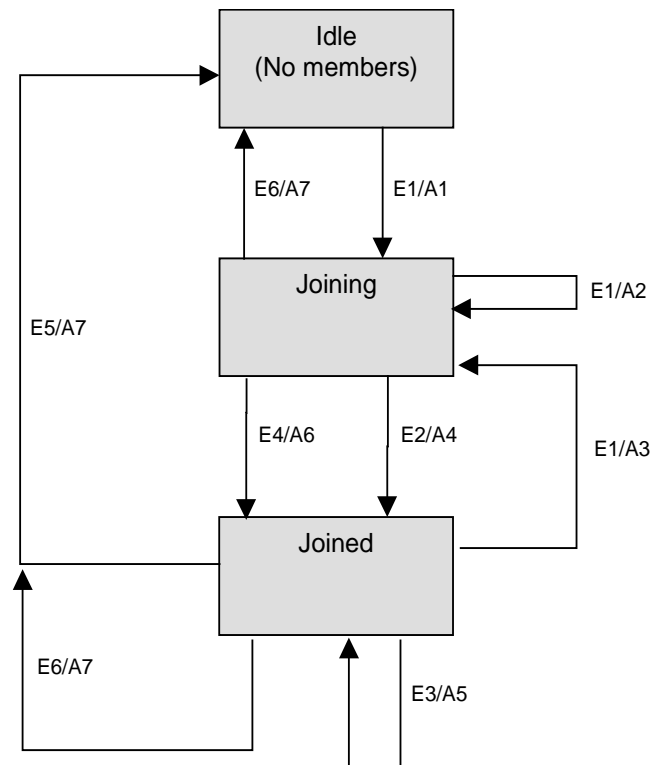 Idle
(No members)
E6/A7
E1/A1
Joining
E1/A2
E5/A7
E4/A6
E2/A4
E1/A3
Joined
E6/A7
E3/A5